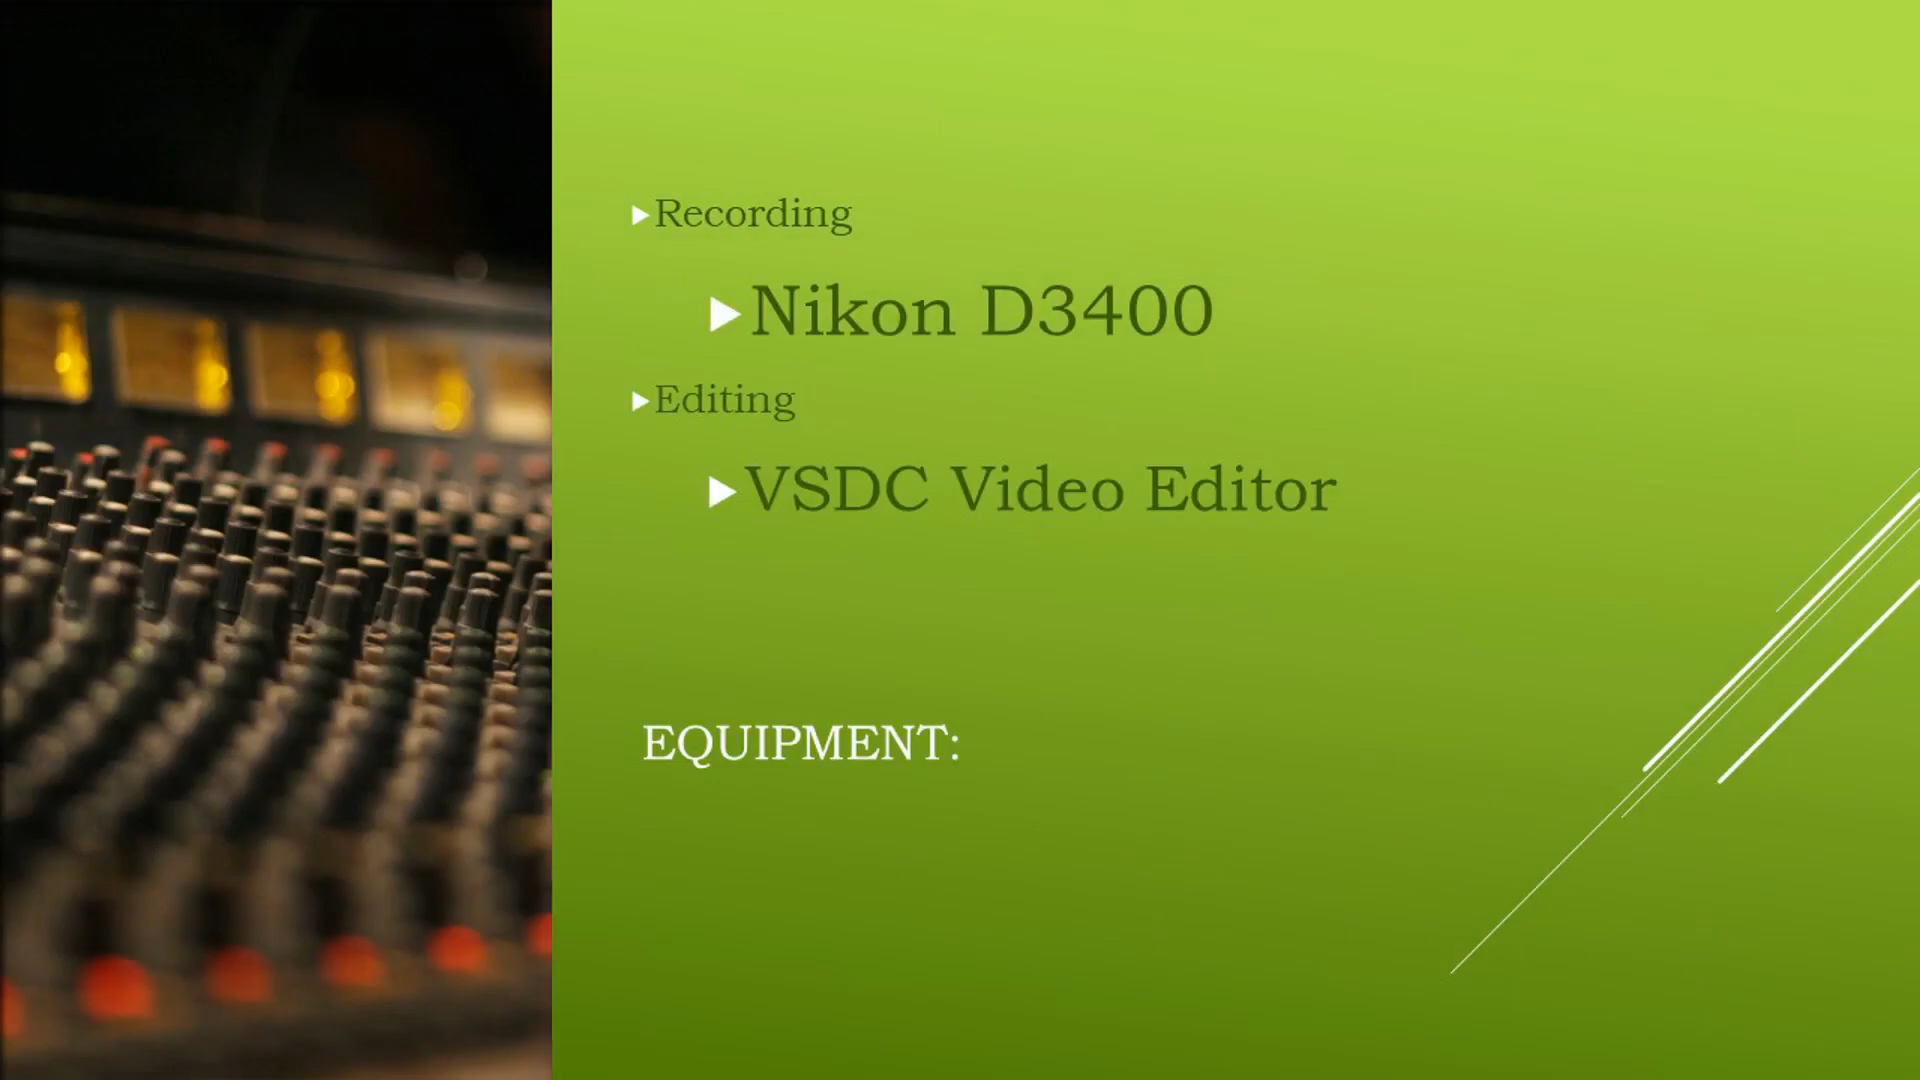 Recording
Nikon D3400
Editing
VSDC Video Editor
EQUIPMENT: